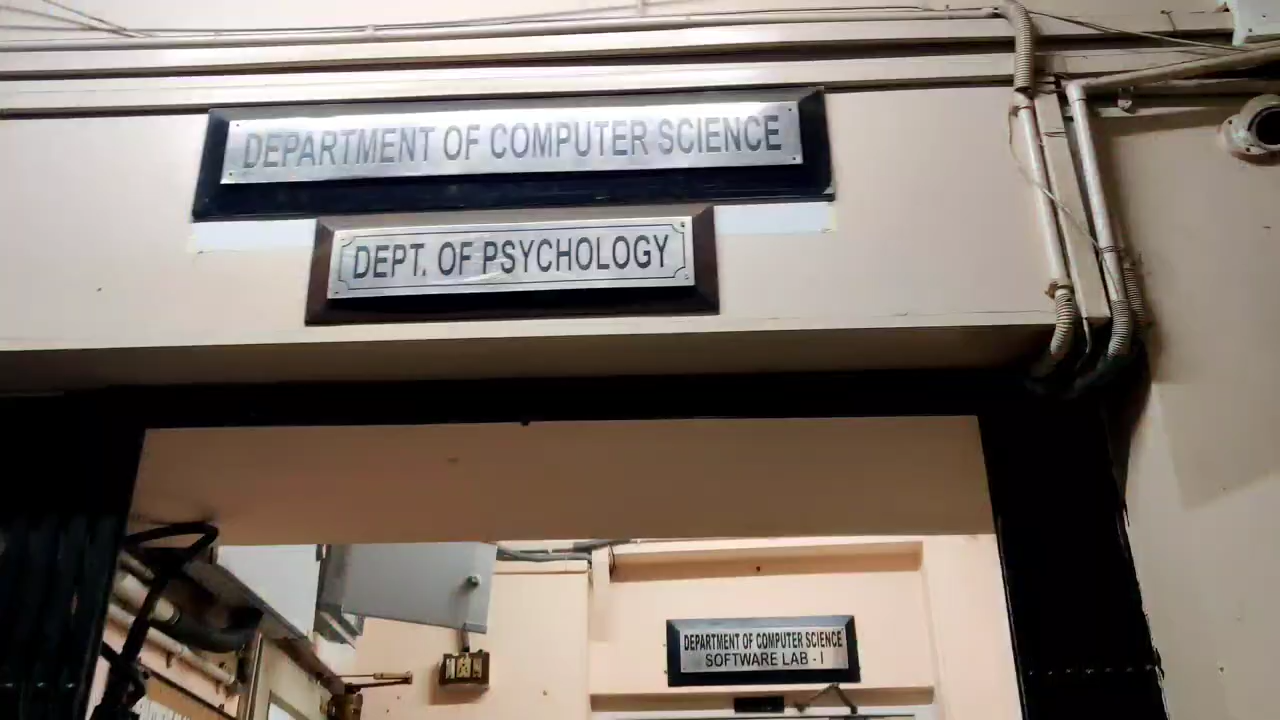 DEPARTMENT OF COMPUTER SCIENCE
DEPT. OF PSYCHOLOGY
DEPARTMENT OF COMPUTER SCIENCE
SOFTWARE LAB - I